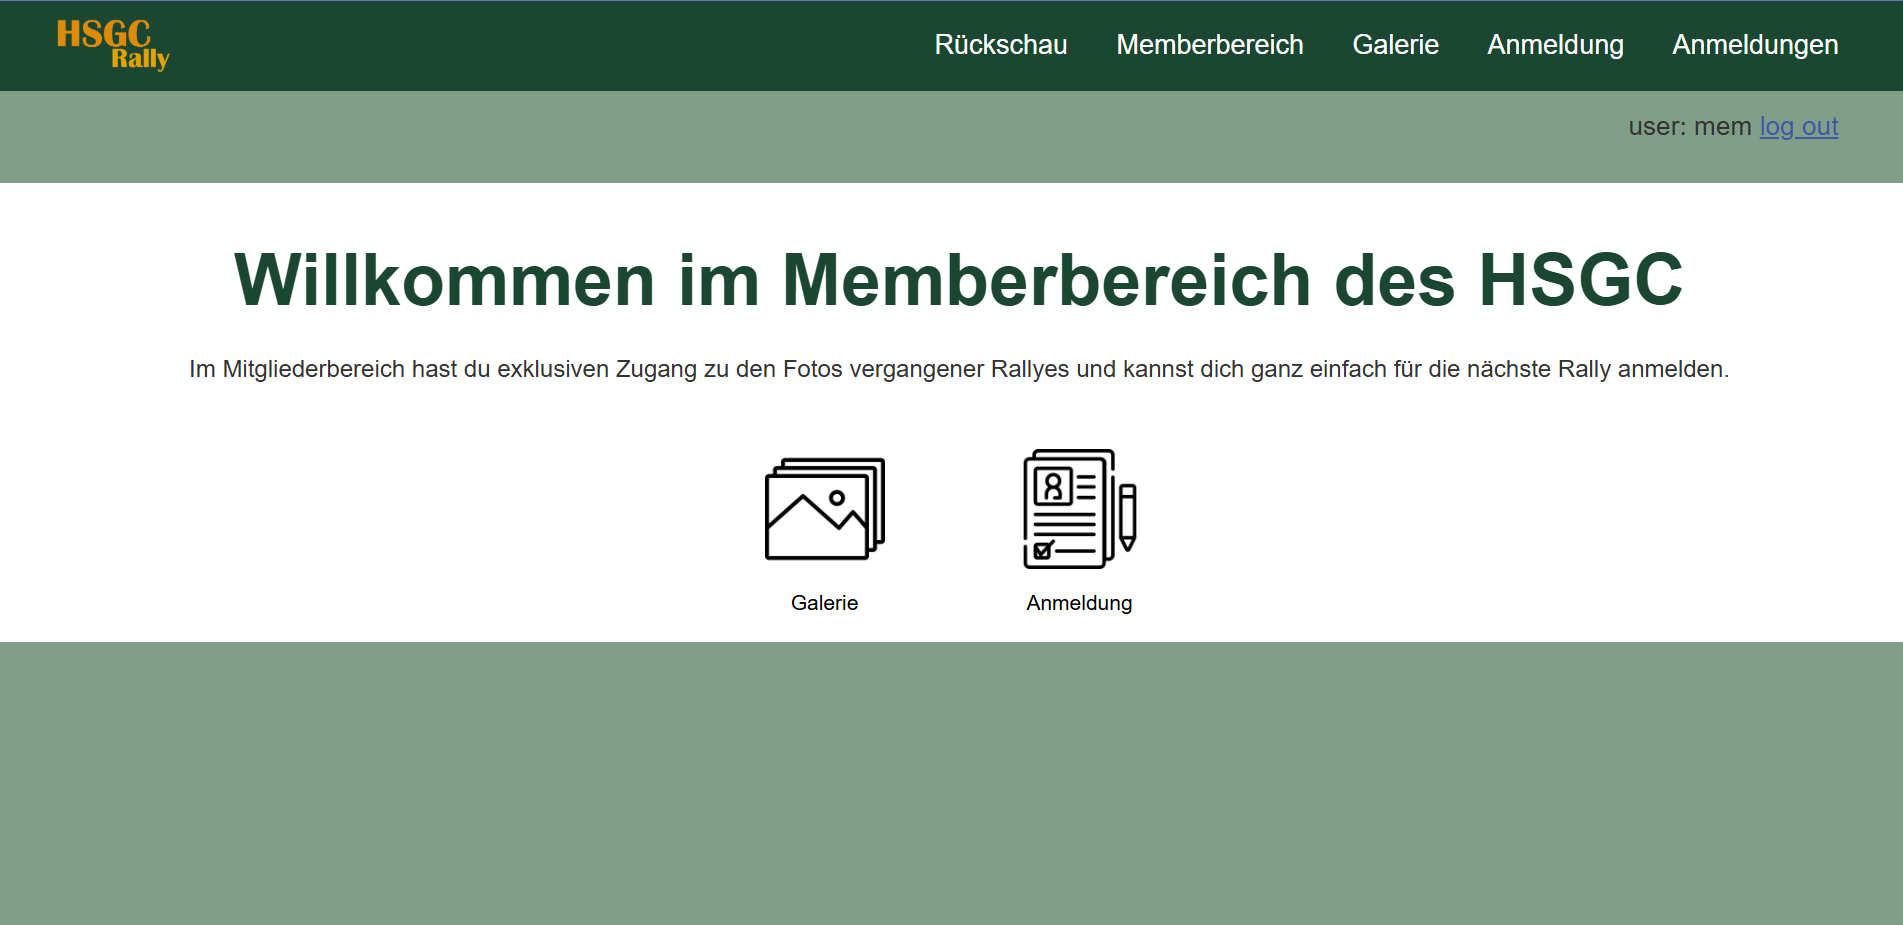 HSGC
Rally
Rückschau Memberbereich Galerie Anmeldung Anmeldungen
user: mem log out
Willkommen im Memberbereich des HSGC
Im Mitgliederbereich hast du exklusiven Zugang zu den Fotos vergangener Rallyes und kannst dich ganz einfach für die nächste Rally anmelden.
Galerie Anmeldung